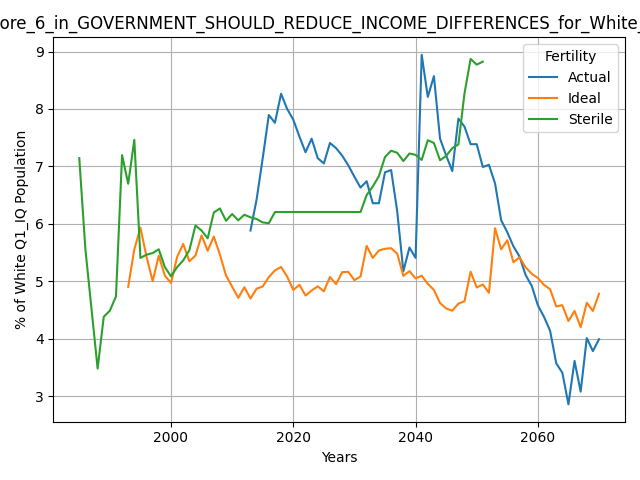 ore_6_in_GOVERNMENT_SHOULD_REDUCE_INCOME_DIFFERENCES_for_White_
% of White Q1_IQ Population
9
8
7
6
5
4
3
Fertility
Actual
Ideal
Sterile
2000
2020
2040
2060
Years